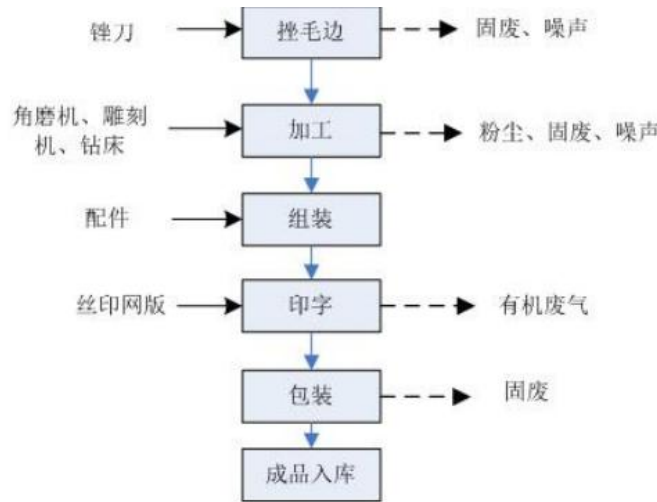 锉刀
挫毛边
固废、噪声
角磨机、雕刻
机、钻床
加工
粉尘、固废、噪声
配件
组装
丝印网版
印字
有机废气
包装
固废
成品入库